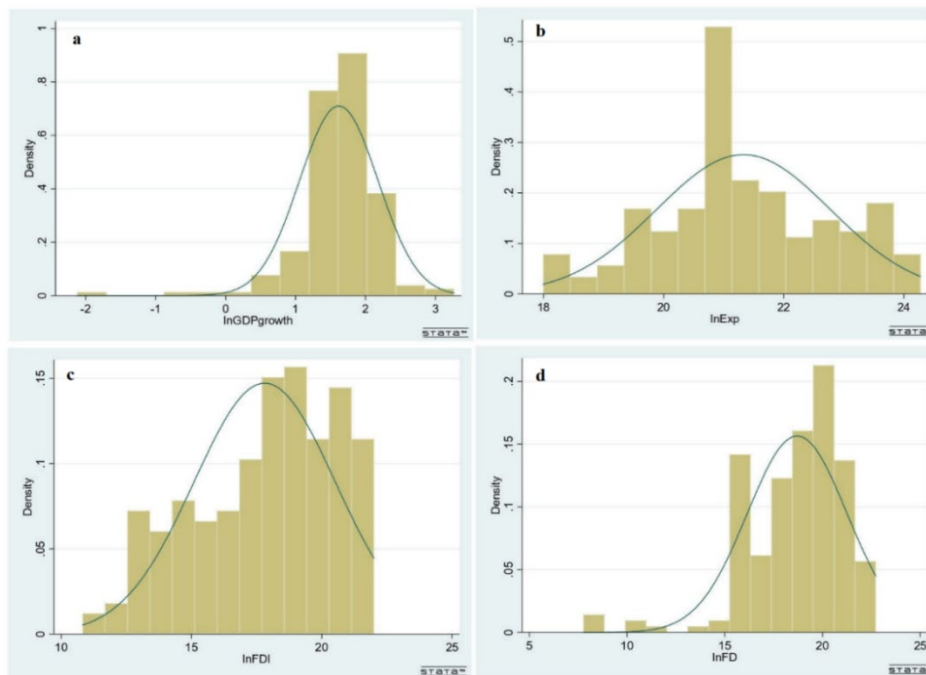 a
Density
0 .2 .4 .6 .8 1
-2 -1 0 1 2 3
lnGDPgrowth
STATA™
b
Density
0 .1 .2 .3 .4 .5
18 20 22 24
lnExp
STATA
c
Density
0 .05 .1 .15
10 15 20 25
lnFDI
STATA™
d
Density
0 .05 .1 .15 .2
5 10 15 20 25
lnFD
STATA